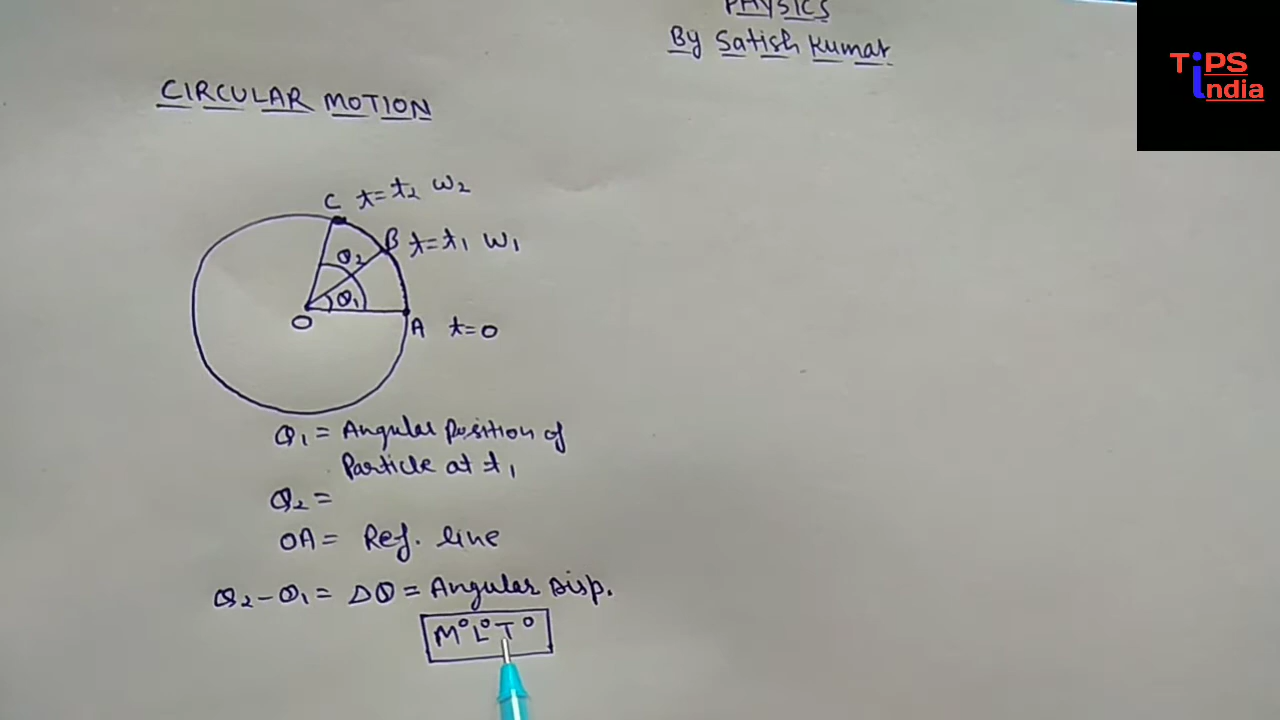 PHYSICS
By Satish Kumar
TiPS
India
CIRCULAR MOTION
C t=t₂ ω₂
B t=t₁ ω₁
θ₂
θ₁
O
A t=0
θ₁ = Angular Position of
Particle at t₁
θ₂ =
OA = Ref. line
θ₂ – θ₁ = Δθ = Angular Disp.
M⁰L⁰T⁰